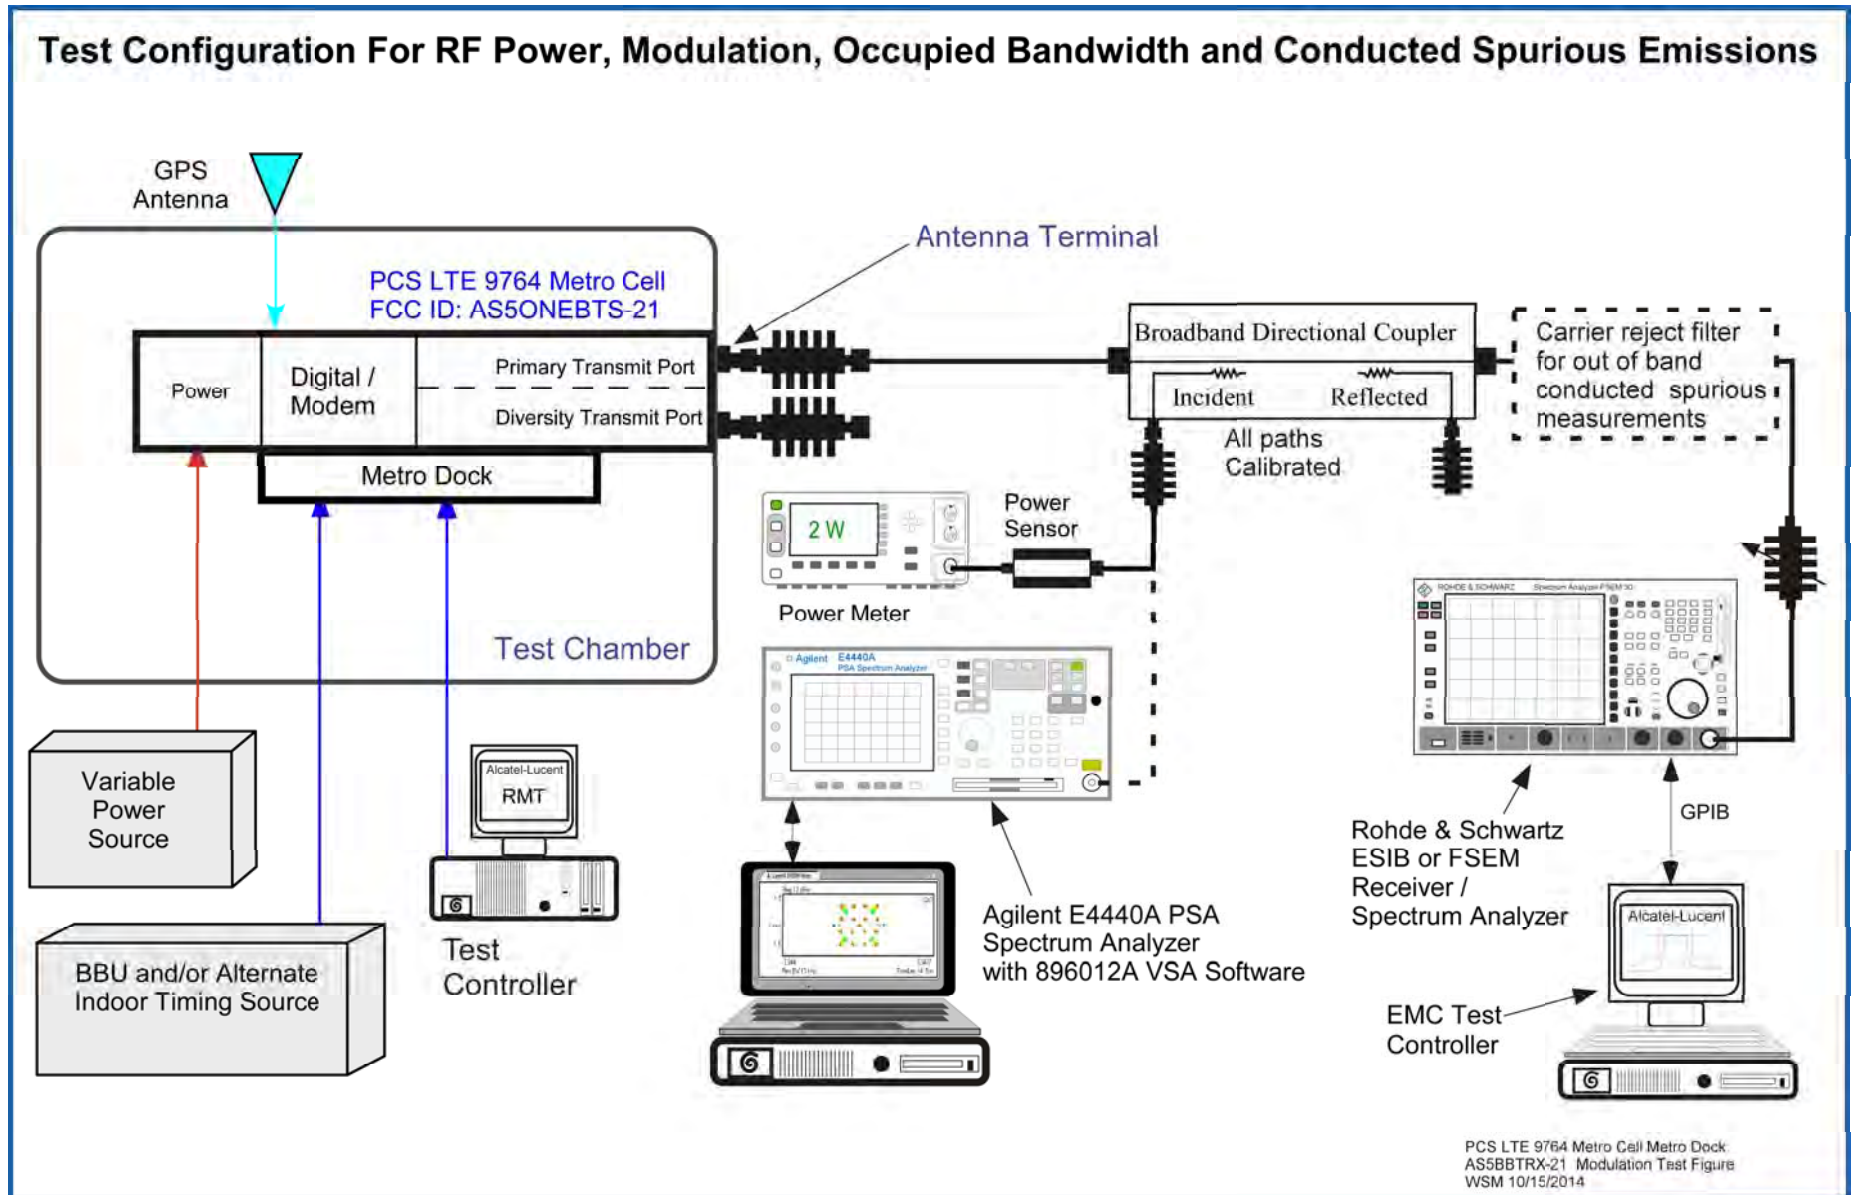 Test Configuration For RF Power, Modulation, Occupied Bandwidth and Conducted Spurious Emissions
GPS
Antenna
Antenna Terminal
PCS LTE 9764 Metro Cell
FCC ID: AS5ONEBTS-21
Power
Digital /
Modem
Primary Transmit Port
Diversity Transmit Port
Metro Dock
Test Chamber
Broadband Directional Coupler
Incident
Reflected
All paths
Calibrated
Carrier reject filter
for out of band
conducted spurious
measurements
2 W
Power
Sensor
Power Meter
Agilent E4440A
PSA Spectrum Analyzer
ROHDE & SCHWARZ Spectrum Analyzer
Variable
Power
Source
Alcatel-Lucent
RMT
Test
Controller
BBU and/or Alternate
Indoor Timing Source
Agilent E4440A PSA
Spectrum Analyzer
with 896012A VSA Software
Rohde & Schwartz
ESIB or FSEM
Receiver /
Spectrum Analyzer
GPIB
Alcatel-Lucent
EMC Test
Controller
PCS LTE 9764 Metro Cell Metro Dock
AS5BBTRX-21 Modulation Test Figure
WSM 10/15/2014